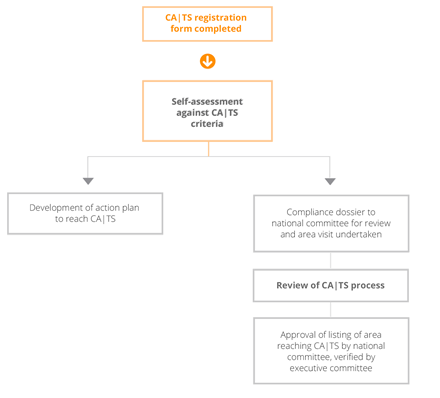 CA|TS registration
form completed
Self-assessment
against CA|TS
criteria
Development of action plan
to reach CA|TS
Compliance dossier to
national committee for review
and area visit undertaken
Review of CA|TS process
Approval of listing of area
reaching CA|TS by national
committee, verified by
executive committee